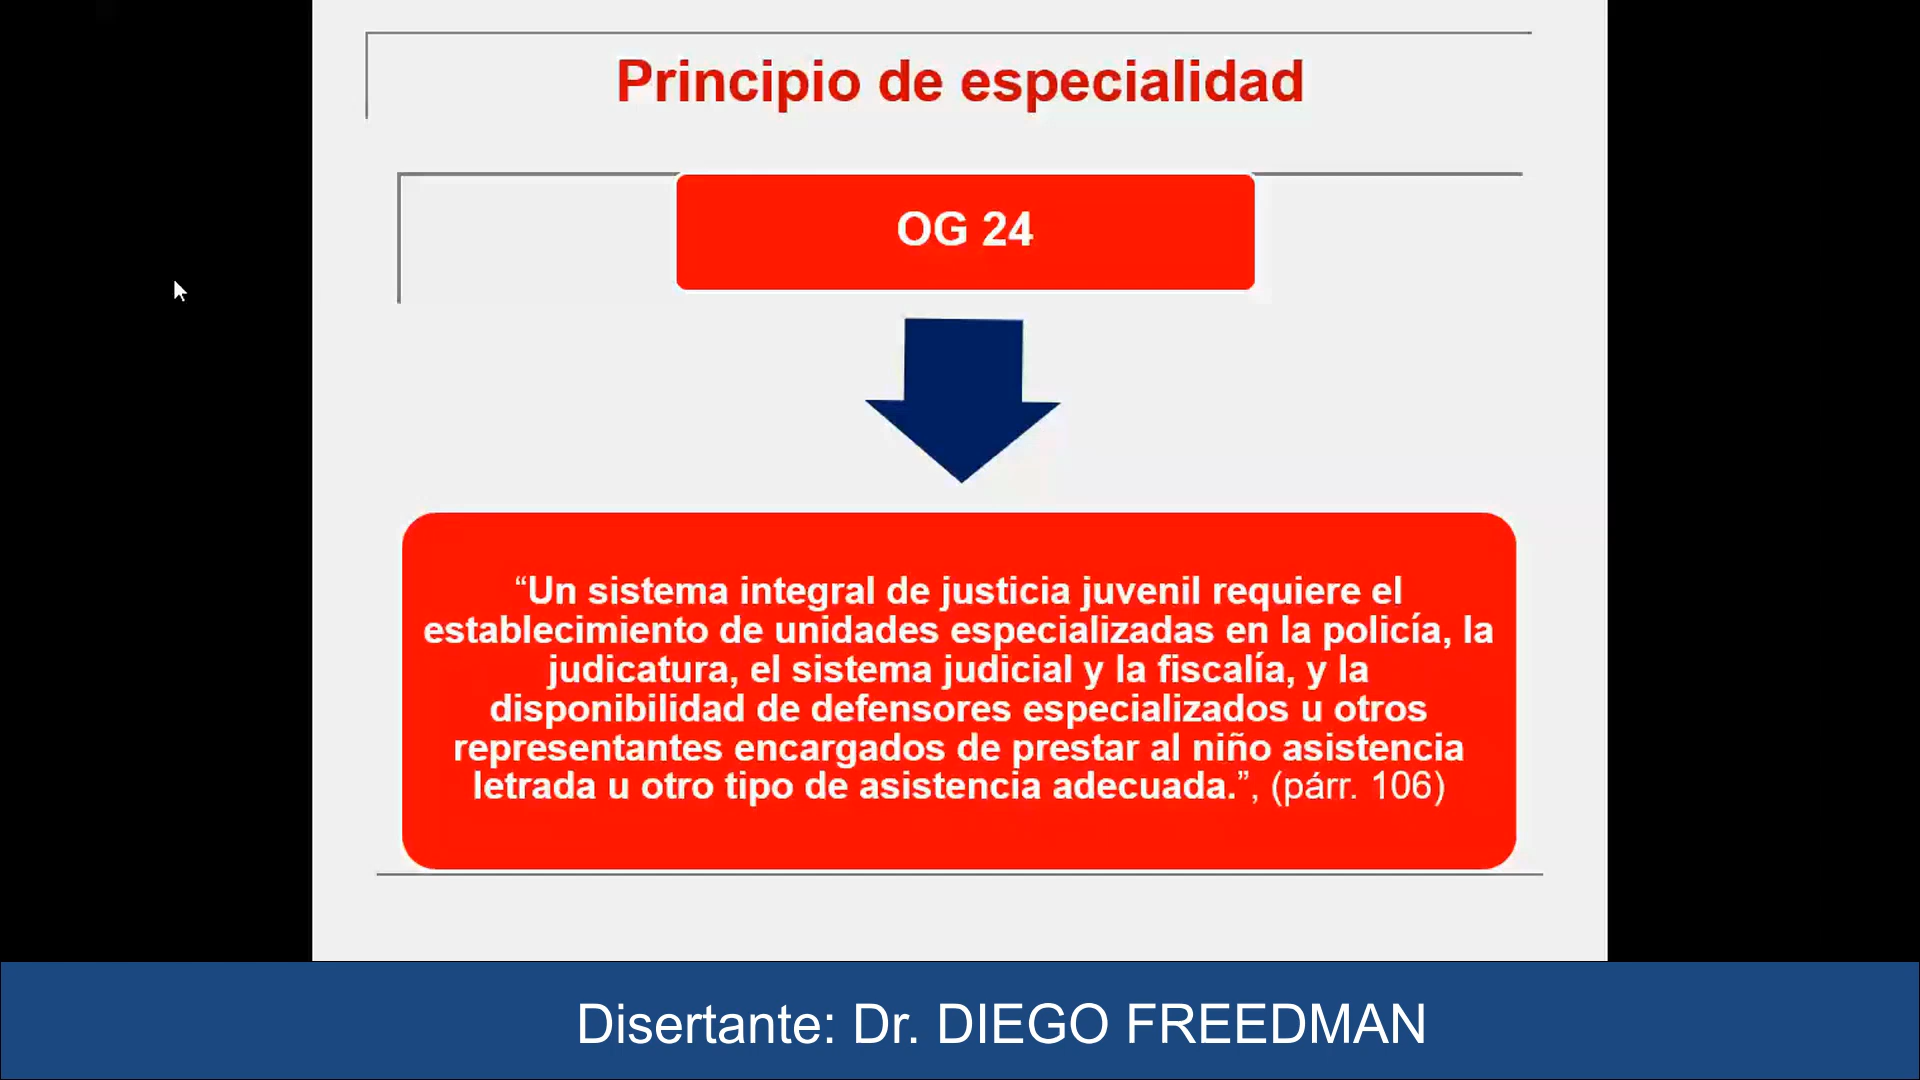 Principio de especialidad
OG 24
“Un sistema integral de justicia juvenil requiere el
establecimiento de unidades especializadas en la policía, la
judicatura, el sistema judicial y la fiscalía, y la
disponibilidad de defensores especializados u otros
representantes encargados de prestar al niño asistencia
letrada u otro tipo de asistencia adecuada.”, (párr. 106)
Disertante: Dr. DIEGO FREEDMAN